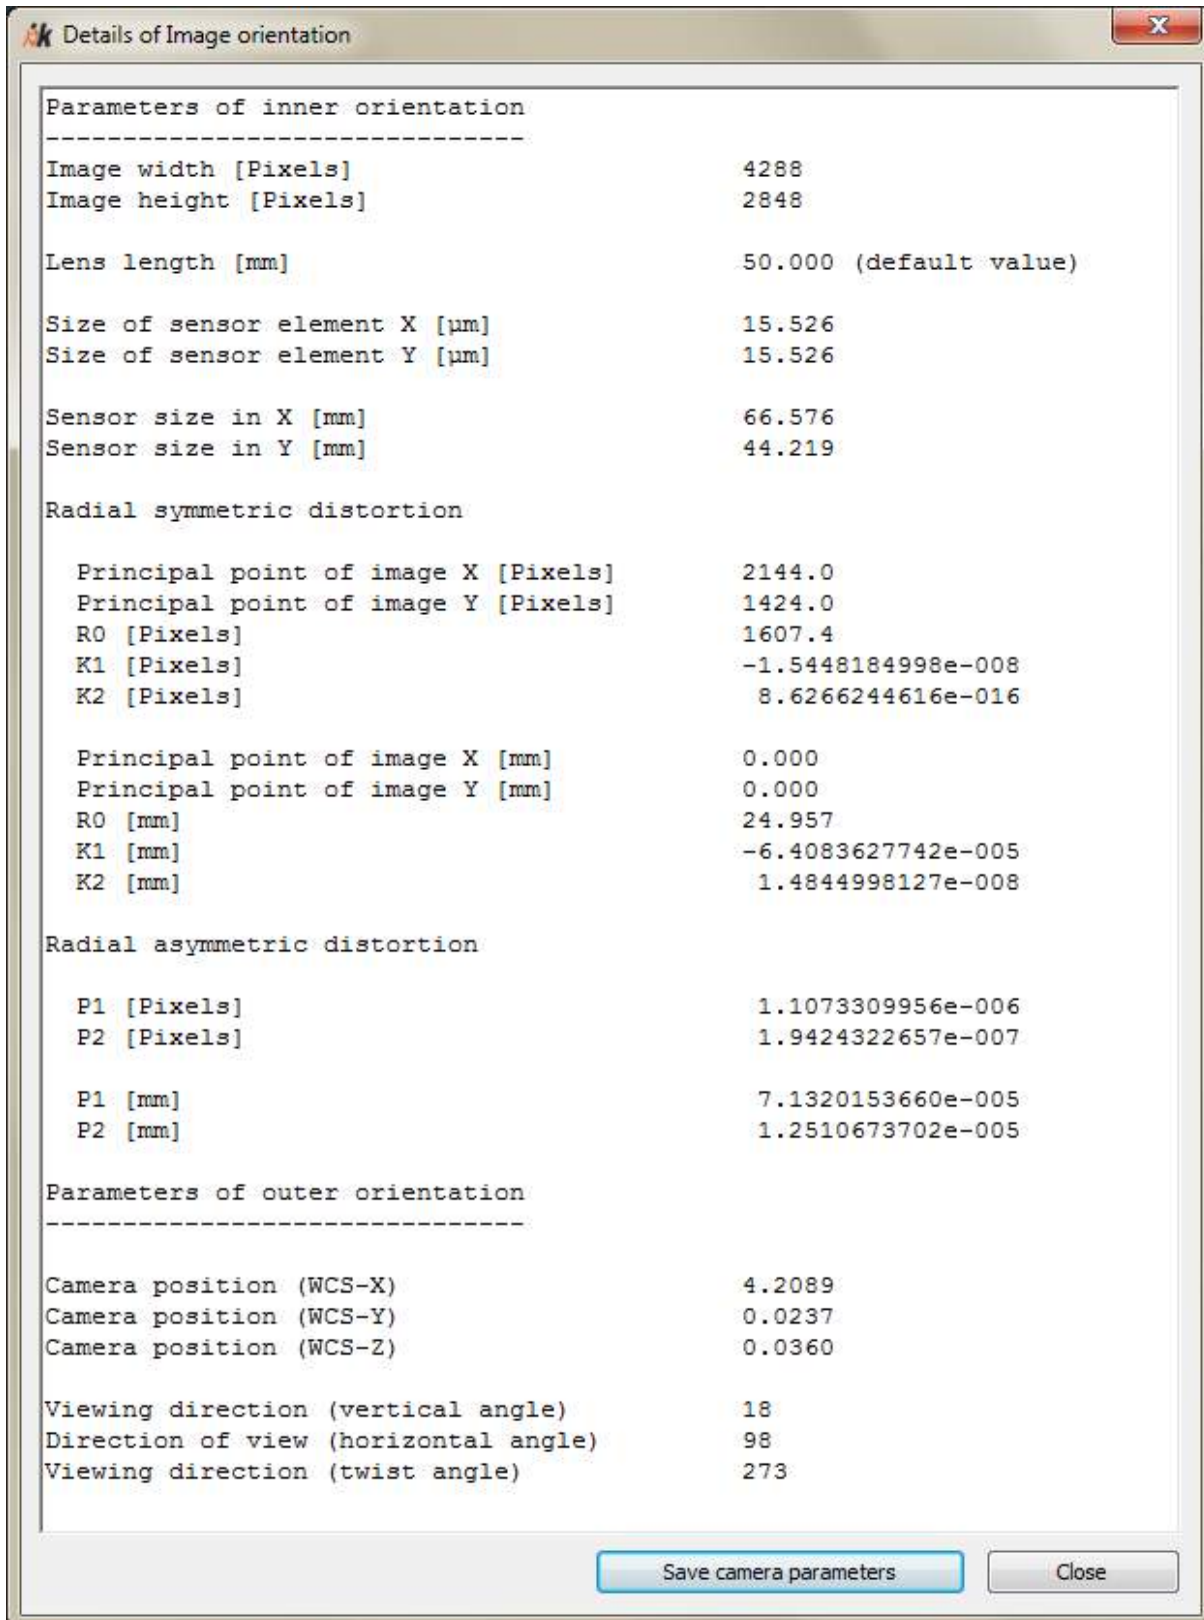 Details of Image orientation
Parameters of inner orientation
-------------------------------
Image width [Pixels] 4288
Image height [Pixels] 2848
Lens length [mm] 50.000 (default value)
Size of sensor element X [µm] 15.526
Size of sensor element Y [µm] 15.526
Sensor size in X [mm] 66.576
Sensor size in Y [mm] 44.219
Radial symmetric distortion
Principal point of image X [Pixels] 2144.0
Principal point of image Y [Pixels] 1424.0
R0 [Pixels] 1607.4
K1 [Pixels] -1.5448184998e-008
K2 [Pixels] 8.6266244616e-016
Principal point of image X [mm] 0.000
Principal point of image Y [mm] 0.000
R0 [mm] 24.957
K1 [mm] -6.4083627742e-005
K2 [mm] 1.4844998127e-008
Radial asymmetric distortion
P1 [Pixels] 1.1073309956e-006
P2 [Pixels] 1.9424322657e-007
P1 [mm] 7.1320153660e-005
P2 [mm] 1.2510673702e-005
Parameters of outer orientation
-------------------------------
Camera position (WCS-X) 4.2089
Camera position (WCS-Y) 0.0237
Camera position (WCS-Z) 0.0360
Viewing direction (vertical angle) 18
Direction of view (horizontal angle) 98
Viewing direction (twist angle) 273
Save camera parameters Close